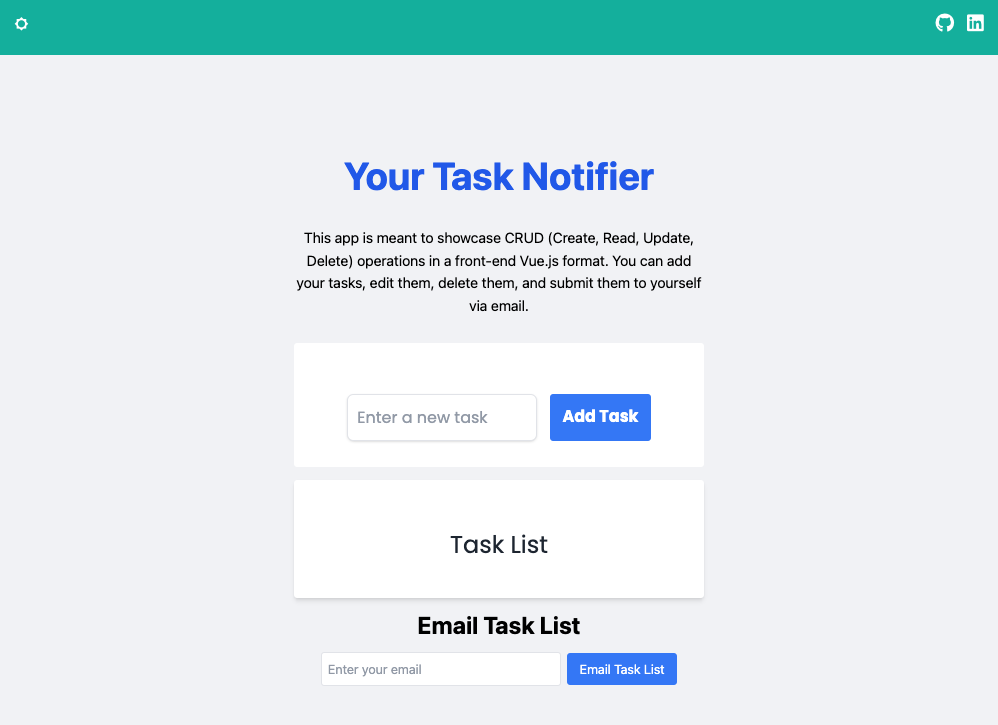 Your Task Notifier
This app is meant to showcase CRUD (Create, Read, Update,
Delete) operations in a front-end Vue.js format. You can add
your tasks, edit them, delete them, and submit them to yourself
via email.
Enter a new task
Add Task
Task List
Email Task List
Enter your email
Email Task List